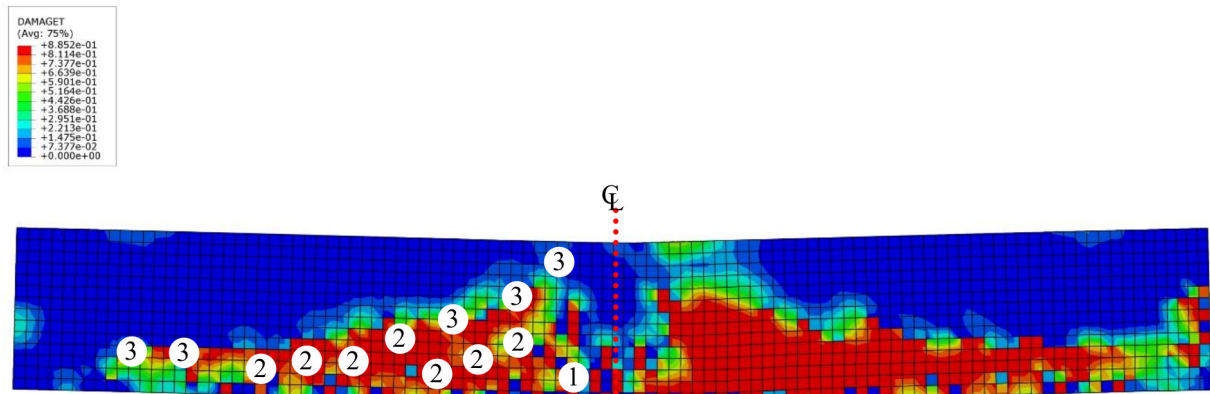 DAMAGET
(Avg: 75%)
+8.852e-01
+8.114e-01
+7.377e-01
+6.639e-01
+5.901e-01
+5.164e-01
+4.426e-01
+3.688e-01
+2.951e-01
+2.213e-01
+1.475e-01
+7.377e-02
+0.000e+00
℄
3
3
3
2
2
3 3 2 2 2 2
2 1